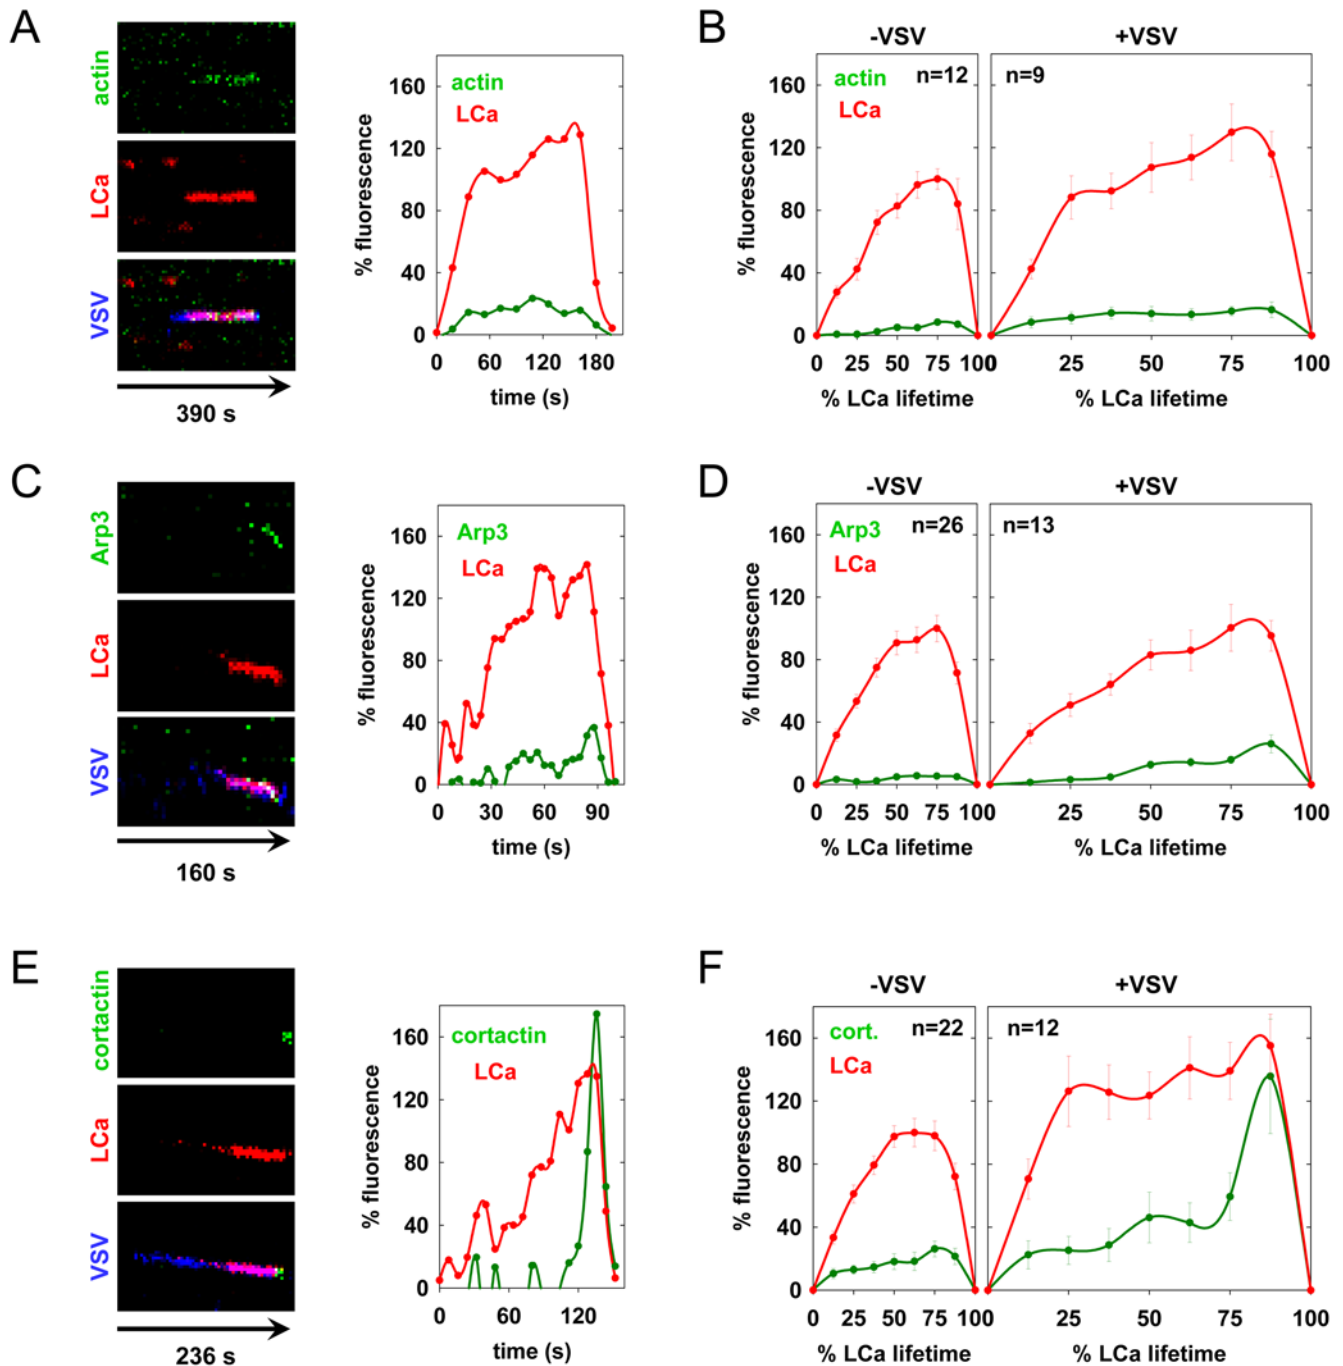 A
actin
LCa
VSV
390 s
% fluorescence
160
120
80
40
0
actin
LCa
0 60 120 180
time (s)
B
-VSV +VSV
% fluorescence
160
120
80
40
0
actin
LCa
n=12
n=9
0 25 50 75 100
25 50 75 100
% LCa lifetime
% LCa lifetime
C
Arp3
LCa
VSV
160 s
% fluorescence
160
120
80
40
0
Arp3
LCa
0 30 60 90
time (s)
D
-VSV +VSV
% fluorescence
160
120
80
40
0
Arp3
LCa
n=26
n=13
0 25 50 75 100
25 50 75 100
% LCa lifetime
% LCa lifetime
E
cortactin
LCa
VSV
236 s
% fluorescence
160
120
80
40
0
cortactin
LCa
0 60 120
time (s)
F
-VSV +VSV
% fluorescence
160
120
80
40
0
cort.
LCa
n=22
n=12
0 25 50 75 100
25 50 75 100
% LCa lifetime
% LCa lifetime